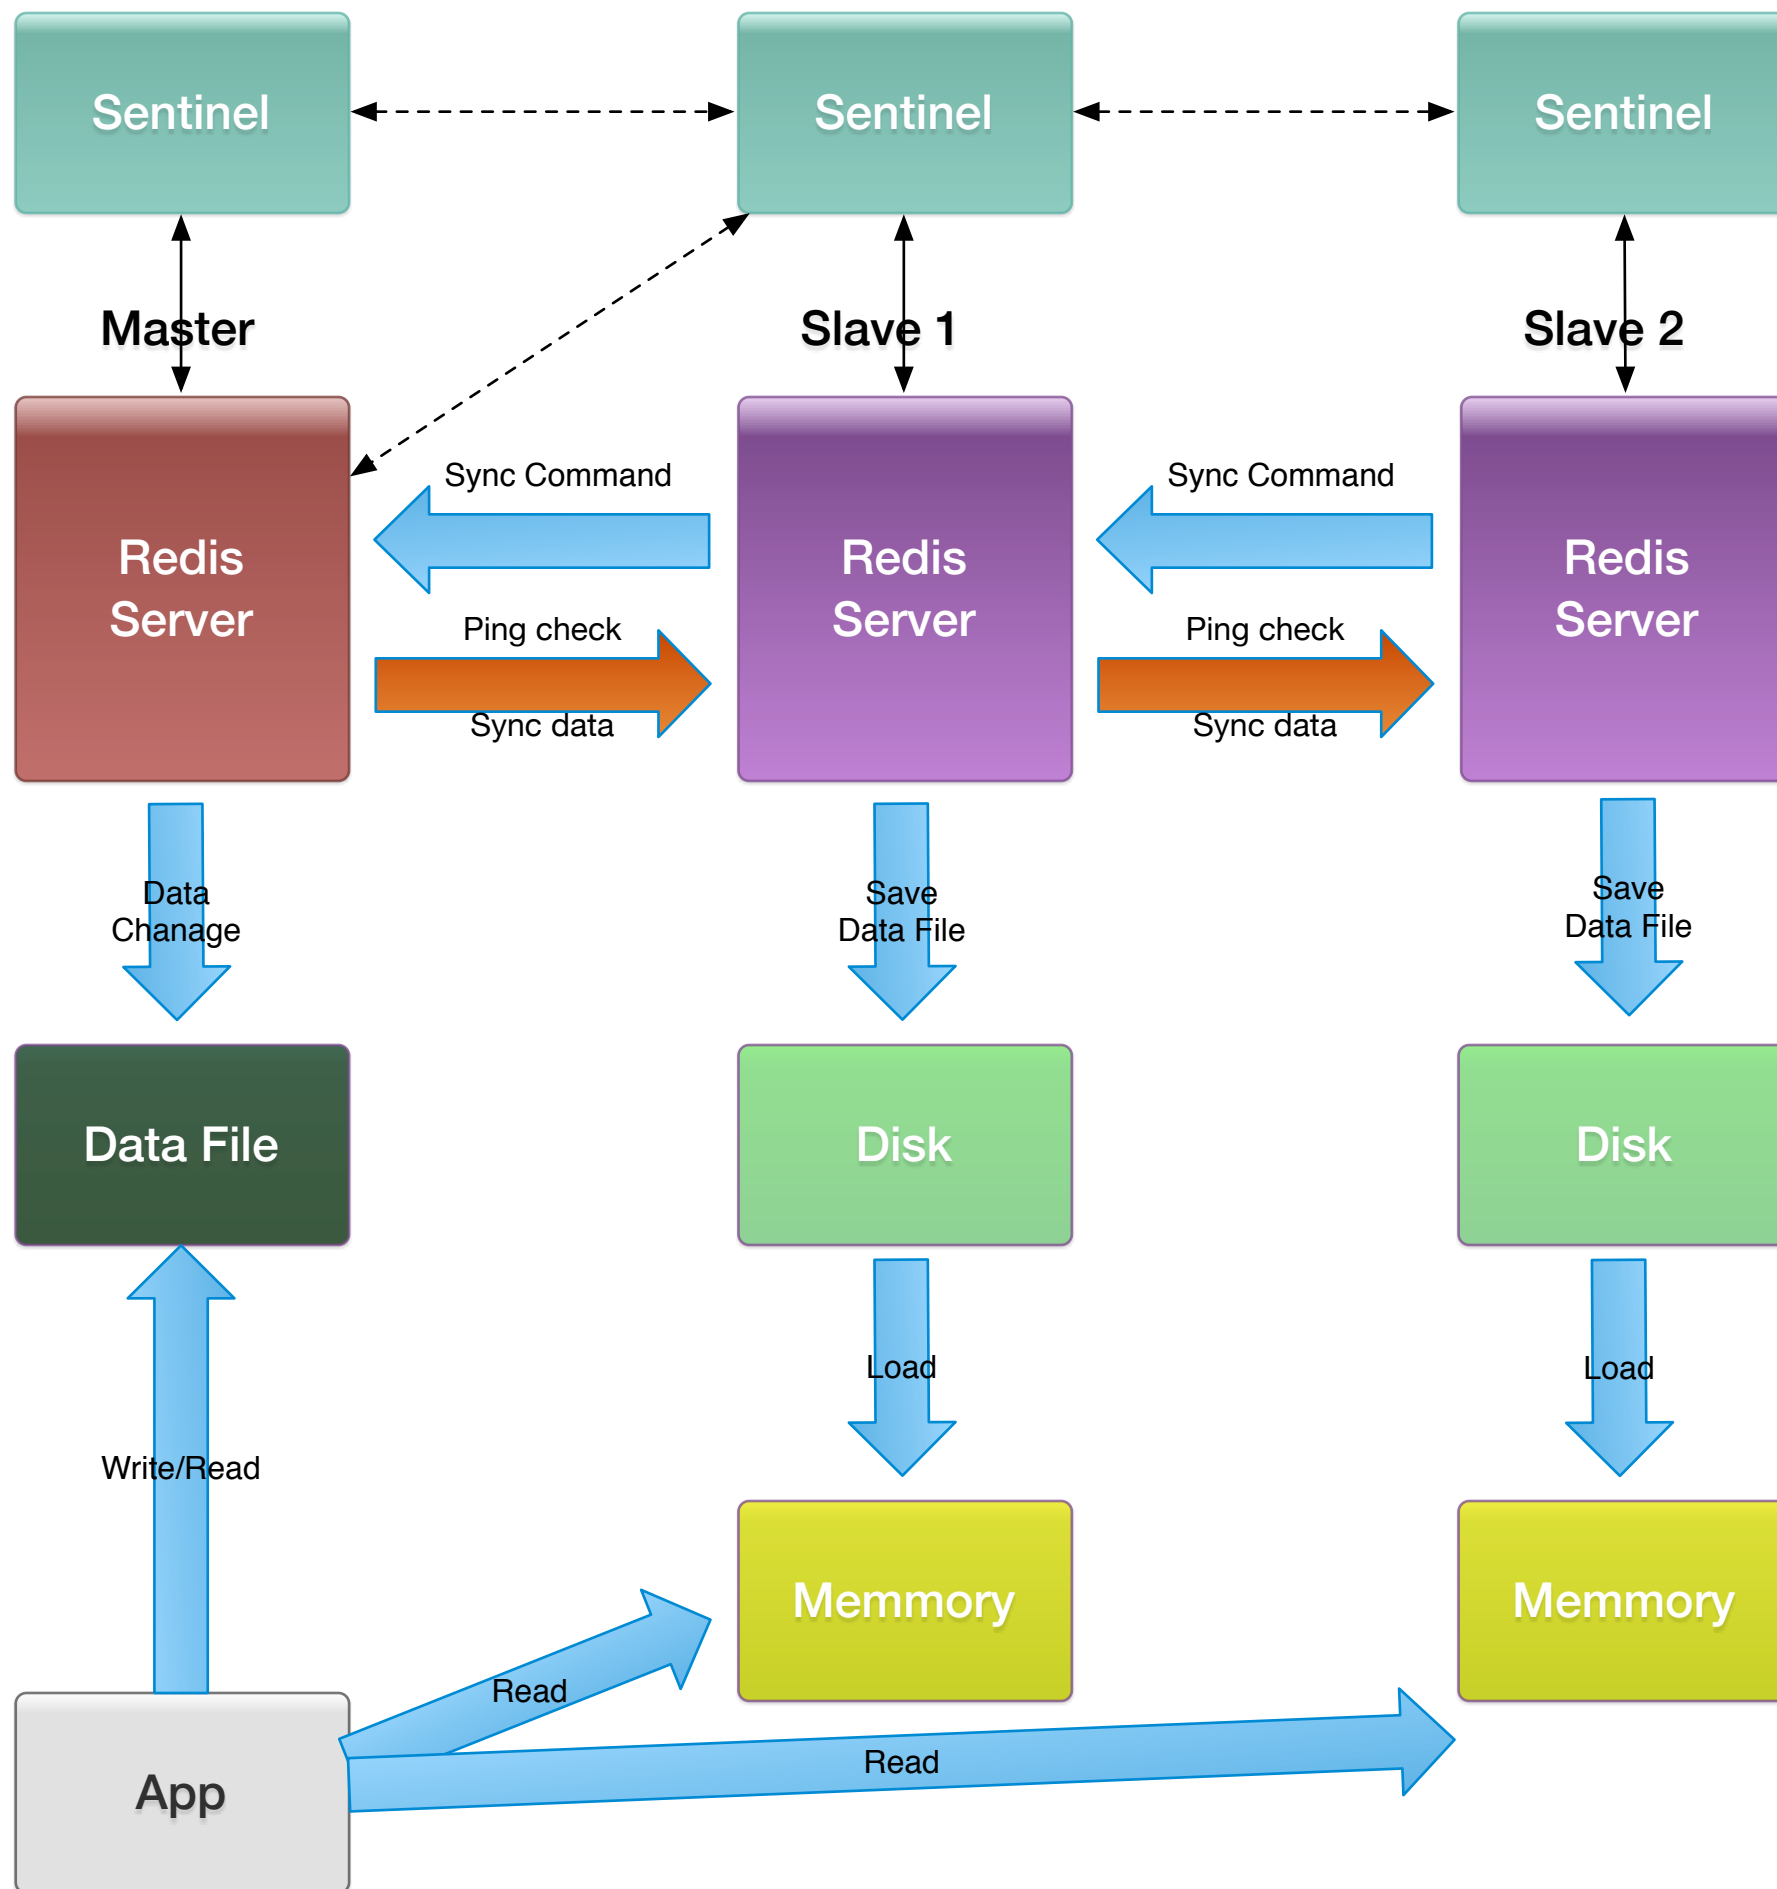 Sentinel
Sentinel
Sentinel
Master
Slave 1
Slave 2
Sync Command
Sync Command
Redis
Server
Redis
Server
Redis
Server
Ping check
Ping check
Sync data
Sync data
Data
Chanage
Save
Data File
Save
Data File
Data File
Disk
Disk
Load
Load
Write/Read
Memmory
Memmory
Read
Read
App